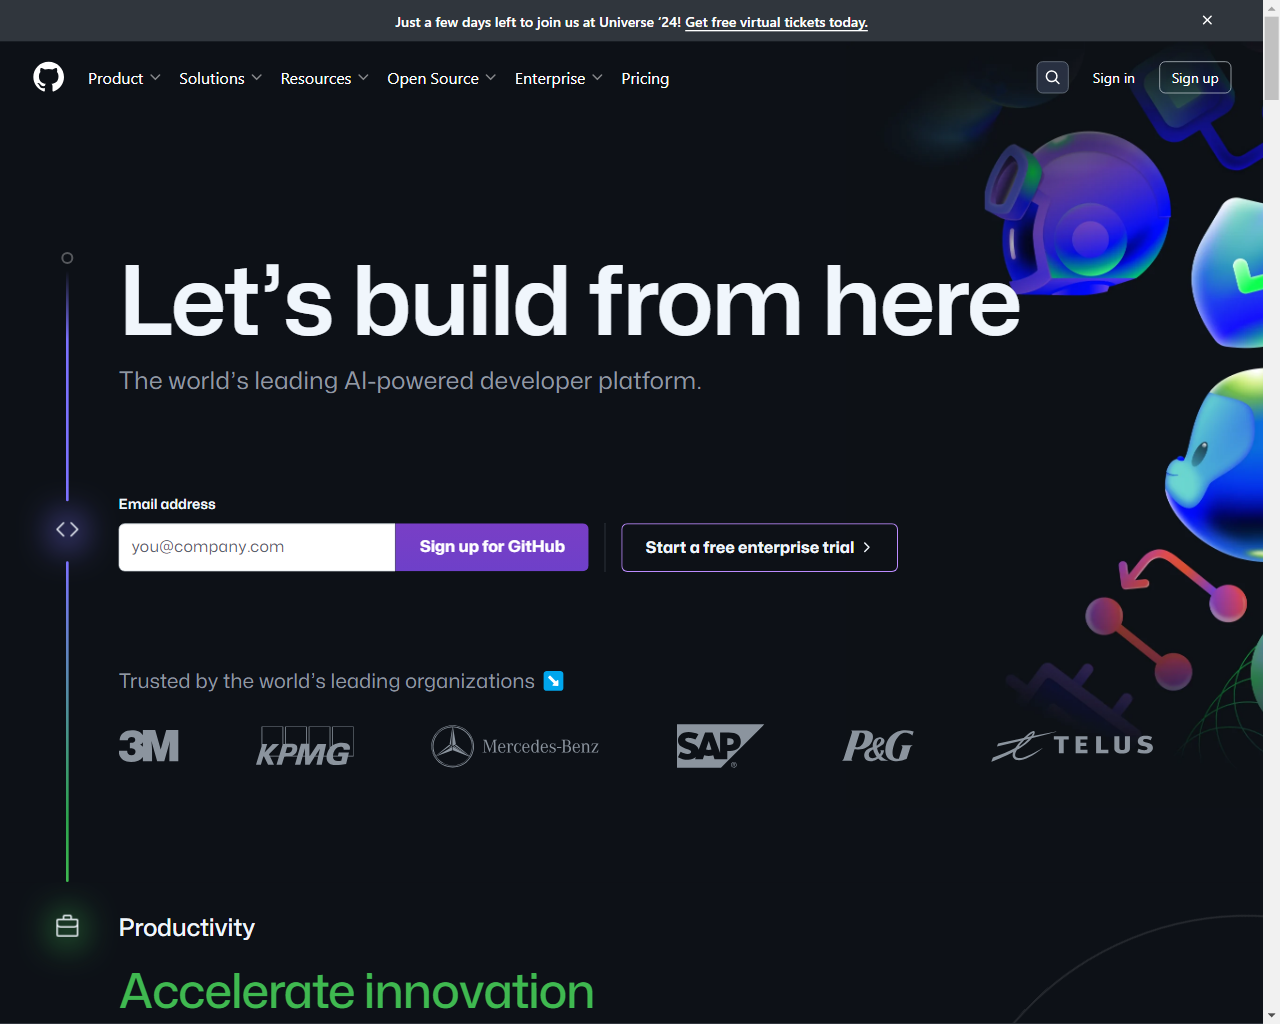 Just a few days left to join us at Universe '24! Get free virtual tickets today.
Product Solutions Resources Open Source Enterprise Pricing Sign in Sign up
Let’s build from here
The world’s leading AI-powered developer platform.
Email address
you@company.com Sign up for GitHub Start a free enterprise trial
Trusted by the world’s leading organizations
3M KPMG Mercedes-Benz SAP® P&G TELUS
Productivity
Accelerate innovation